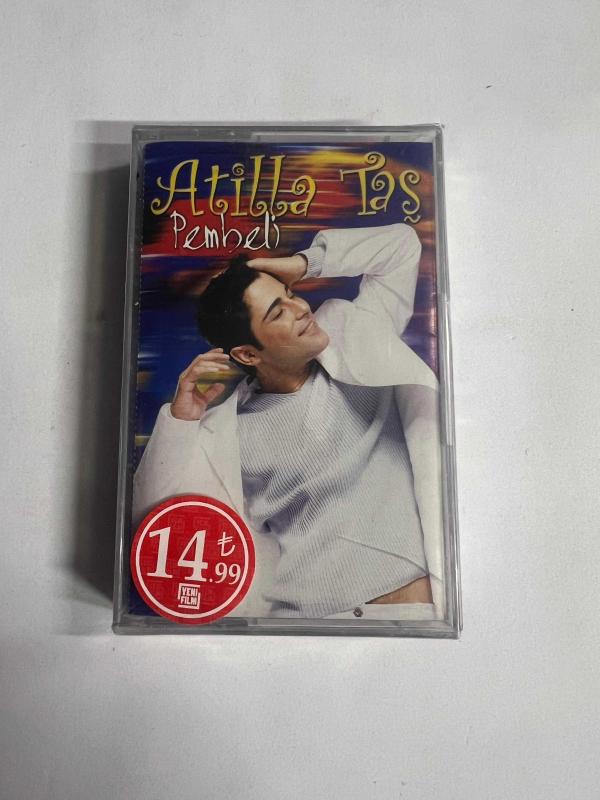 Atilla Taş
Pembeli
14.99 ₺
YENİ
FİLM